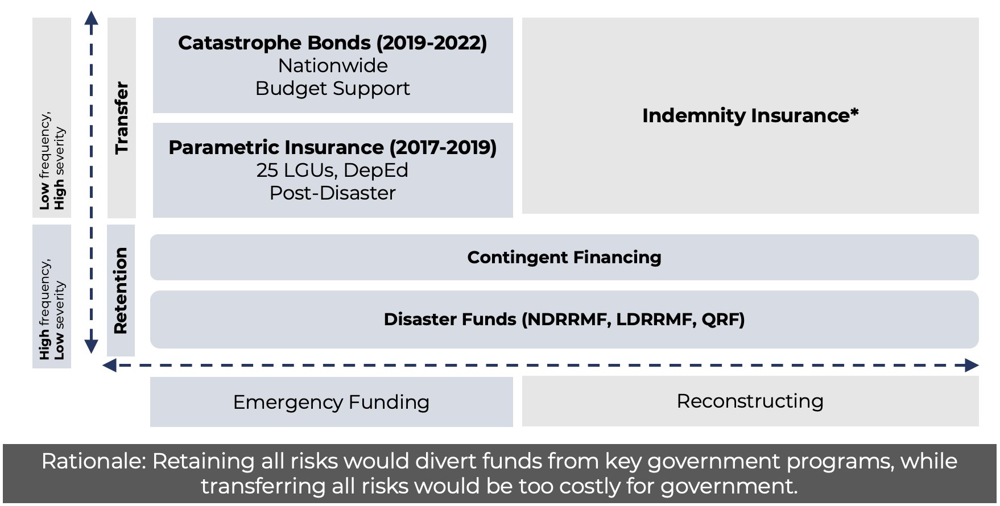 Low frequency,
High severity
Transfer
Catastrophe Bonds (2019-2022)
Nationwide
Budget Support
Parametric Insurance (2017-2019)
25 LGUs, DepEd
Post-Disaster
Indemnity Insurance*
High frequency,
Low severity
Retention
Contingent Financing
Disaster Funds (NDRRMF, LDRRMF, QRF)
Emergency Funding
Reconstructing
Rationale: Retaining all risks would divert funds from key government programs, while
transferring all risks would be too costly for government.